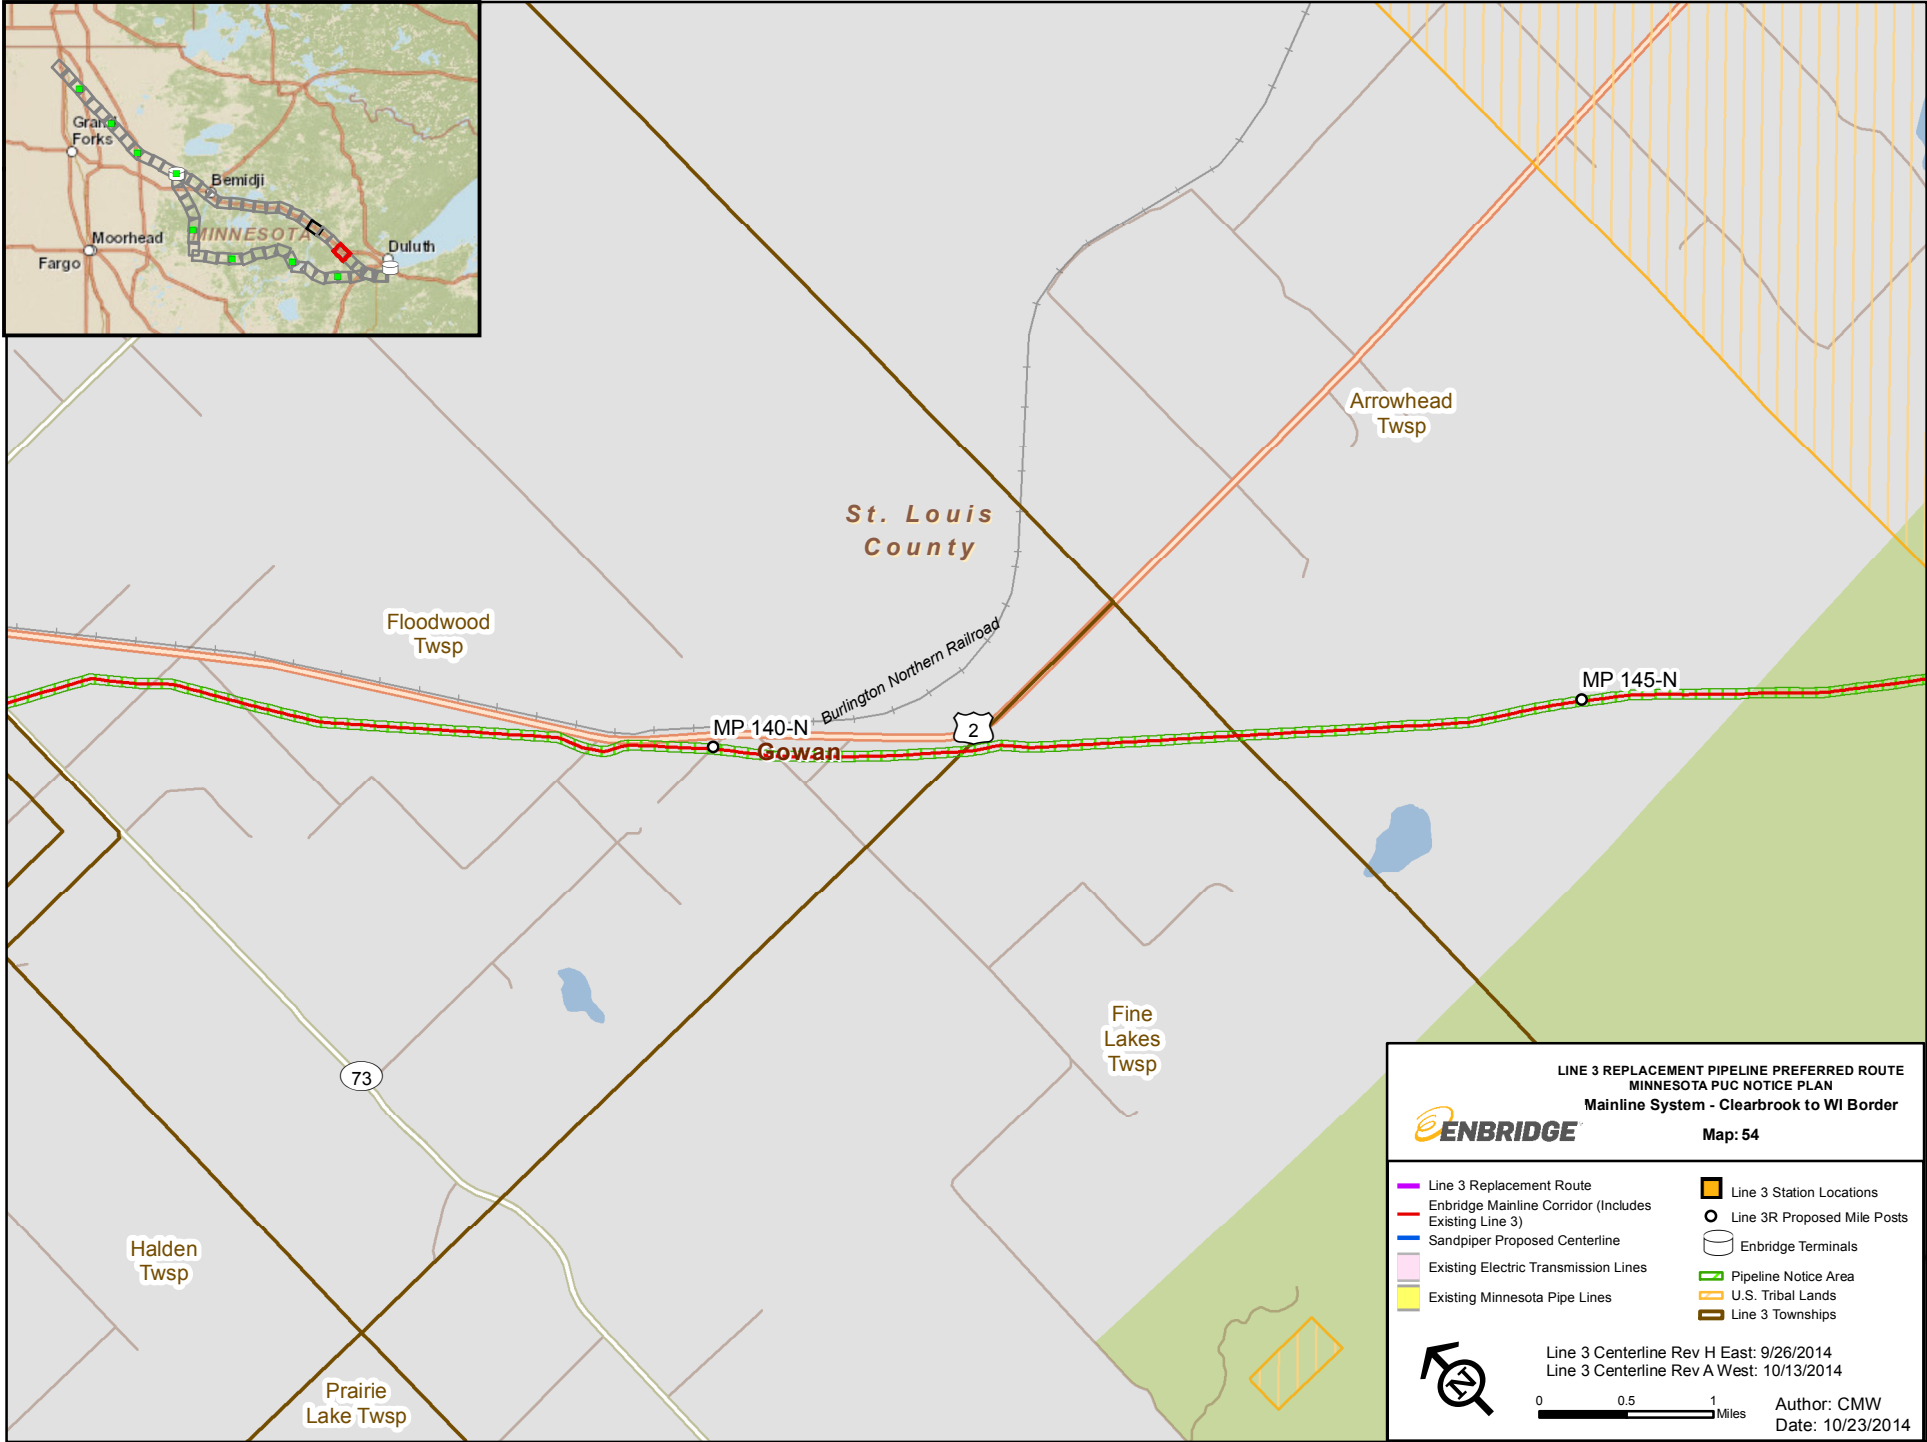 Grand
Forks
Bemidji
MINNESOTA
Moorhead
Fargo
Duluth
Arrowhead
Twsp
St. Louis
County
Floodwood
Twsp
Burlington Northern Railroad
MP 145-N
MP 140-N
2
Gowan
Fine
Lakes
Twsp
73
Halden
Twsp
Prairie
Lake Twsp
LINE 3 REPLACEMENT PIPELINE PREFERRED ROUTE
MINNESOTA PUC NOTICE PLAN
Mainline System - Clearbrook to WI Border
ENBRIDGE
Map: 54
Line 3 Replacement Route
Enbridge Mainline Corridor (Includes
Existing Line 3)
Sandpiper Proposed Centerline
Existing Electric Transmission Lines
Existing Minnesota Pipe Lines
Line 3 Station Locations
Line 3R Proposed Mile Posts
Enbridge Terminals
Pipeline Notice Area
U.S. Tribal Lands
Line 3 Townships
N
Line 3 Centerline Rev H East: 9/26/2014
Line 3 Centerline Rev A West: 10/13/2014
0 0.5 1
Miles
Author: CMW
Date: 10/23/2014